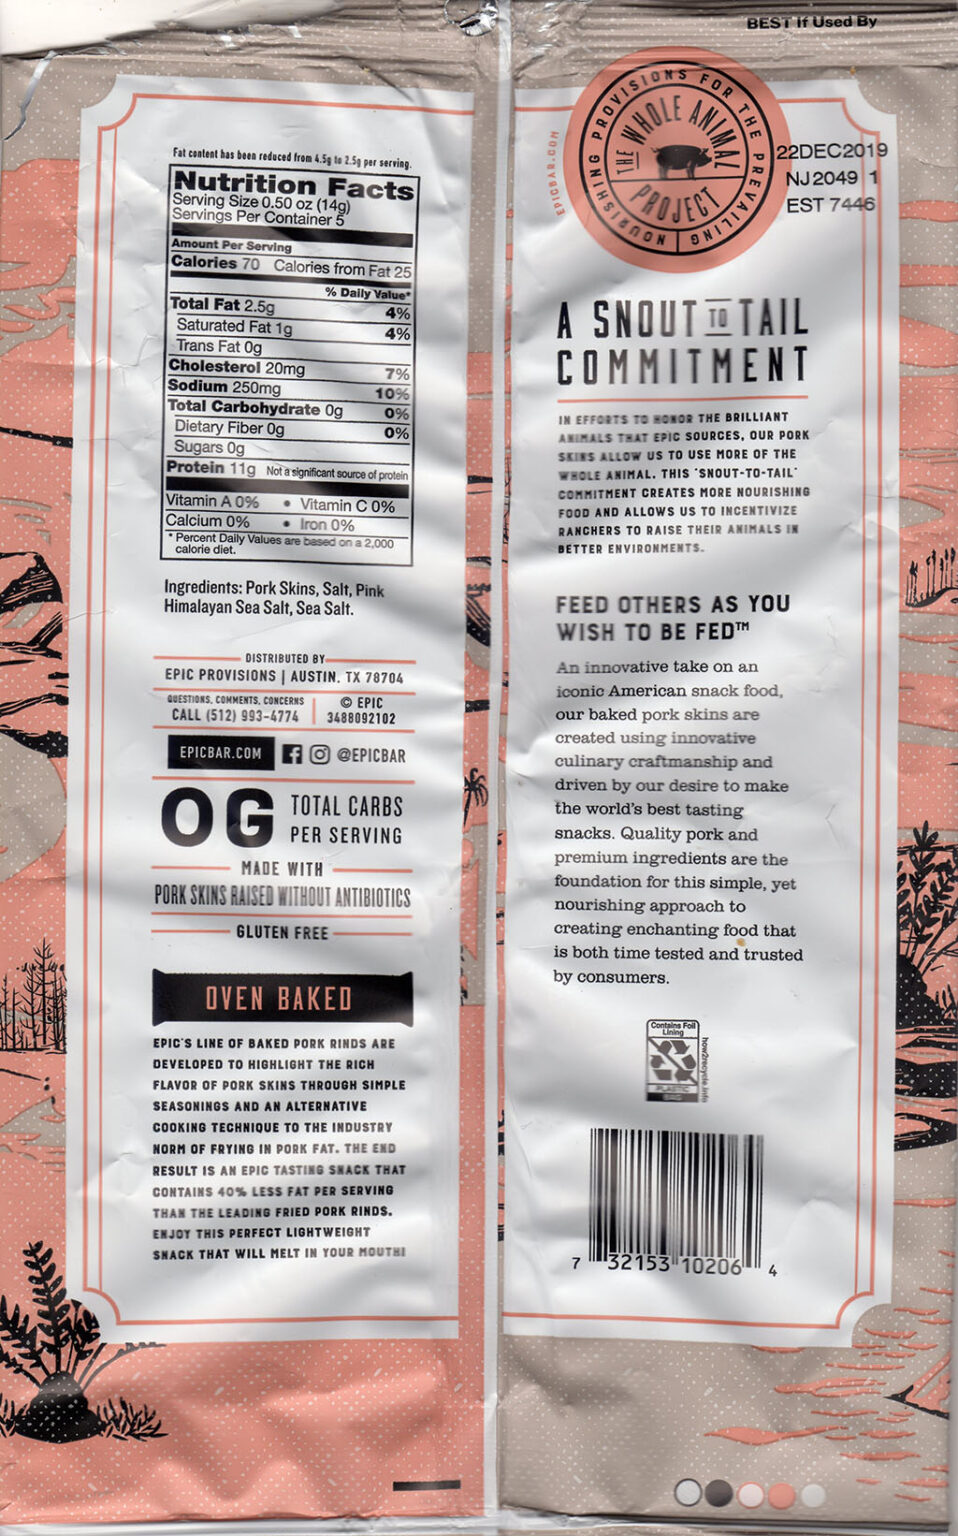 BEST If Used By
22DEC2019
NJ2049 1
EST 7446
Fat content has been reduced from 4.5g to 2.5g per serving.
Nutrition Facts
Serving Size 0.50 oz (14g)
Servings Per Container 5
Amount Per Serving
Calories 70 Calories from Fat 25
% Daily Value*
Total Fat 2.5g 4%
Saturated Fat 1g 4%
Trans Fat 0g
Cholesterol 20mg 7%
Sodium 250mg 10%
Total Carbohydrate 0g 0%
Dietary Fiber 0g 0%
Sugars 0g
Protein 11g Not a significant source of protein
Vitamin A 0% • Vitamin C 0%
Calcium 0% • Iron 0%
* Percent Daily Values are based on a 2,000
calorie diet.
Ingredients: Pork Skins, Salt, Pink
Himalayan Sea Salt, Sea Salt.
DISTRIBUTED BY
EPIC PROVISIONS | AUSTIN, TX 78704
QUESTIONS, COMMENTS, CONCERNS
CALL (512) 993-4774
© EPIC
3488092102
EPICBAR.COM @EPICBAR
0G TOTAL CARBS
PER SERVING
MADE WITH
PORK SKINS RAISED WITHOUT ANTIBIOTICS
GLUTEN FREE
OVEN BAKED
EPIC'S LINE OF BAKED PORK RINDS ARE
DEVELOPED TO HIGHLIGHT THE RICH
FLAVOR OF PORK SKINS THROUGH SIMPLE
SEASONINGS AND AN ALTERNATIVE
COOKING TECHNIQUE TO THE INDUSTRY
NORM OF FRYING IN PORK FAT. THE END
RESULT IS AN EPIC TASTING SNACK THAT
CONTAINS 40% LESS FAT PER SERVING
THAN THE LEADING FRIED PORK RINDS.
ENJOY THIS PERFECT LIGHTWEIGHT
SNACK THAT WILL MELT IN YOUR MOUTH!
EPICBAR.COM
NOURISHING PROVISIONS FOR THE PREVAILING
THE WHOLE ANIMAL
PROJECT
A SNOUT TO TAIL
COMMITMENT
IN EFFORTS TO HONOR THE BRILLIANT
ANIMALS THAT EPIC SOURCES, OUR PORK
SKINS ALLOW US TO USE MORE OF THE
WHOLE ANIMAL. THIS "SNOUT-TO-TAIL"
COMMITMENT CREATES MORE NOURISHING
FOOD AND ALLOWS US TO INCENTIVIZE
RANCHERS TO RAISE THEIR ANIMALS IN
BETTER ENVIRONMENTS.
FEED OTHERS AS YOU
WISH TO BE FED™
An innovative take on an
iconic American snack food,
our baked pork skins are
created using innovative
culinary craftmanship and
driven by our desire to make
the world's best tasting
snacks. Quality pork and
premium ingredients are the
foundation for this simple, yet
nourishing approach to
creating enchanting food that
is both time tested and trusted
by consumers.
Contains Foil
Lining
PLASTIC
BAG
how2recycle.info
7 32153 10206 4